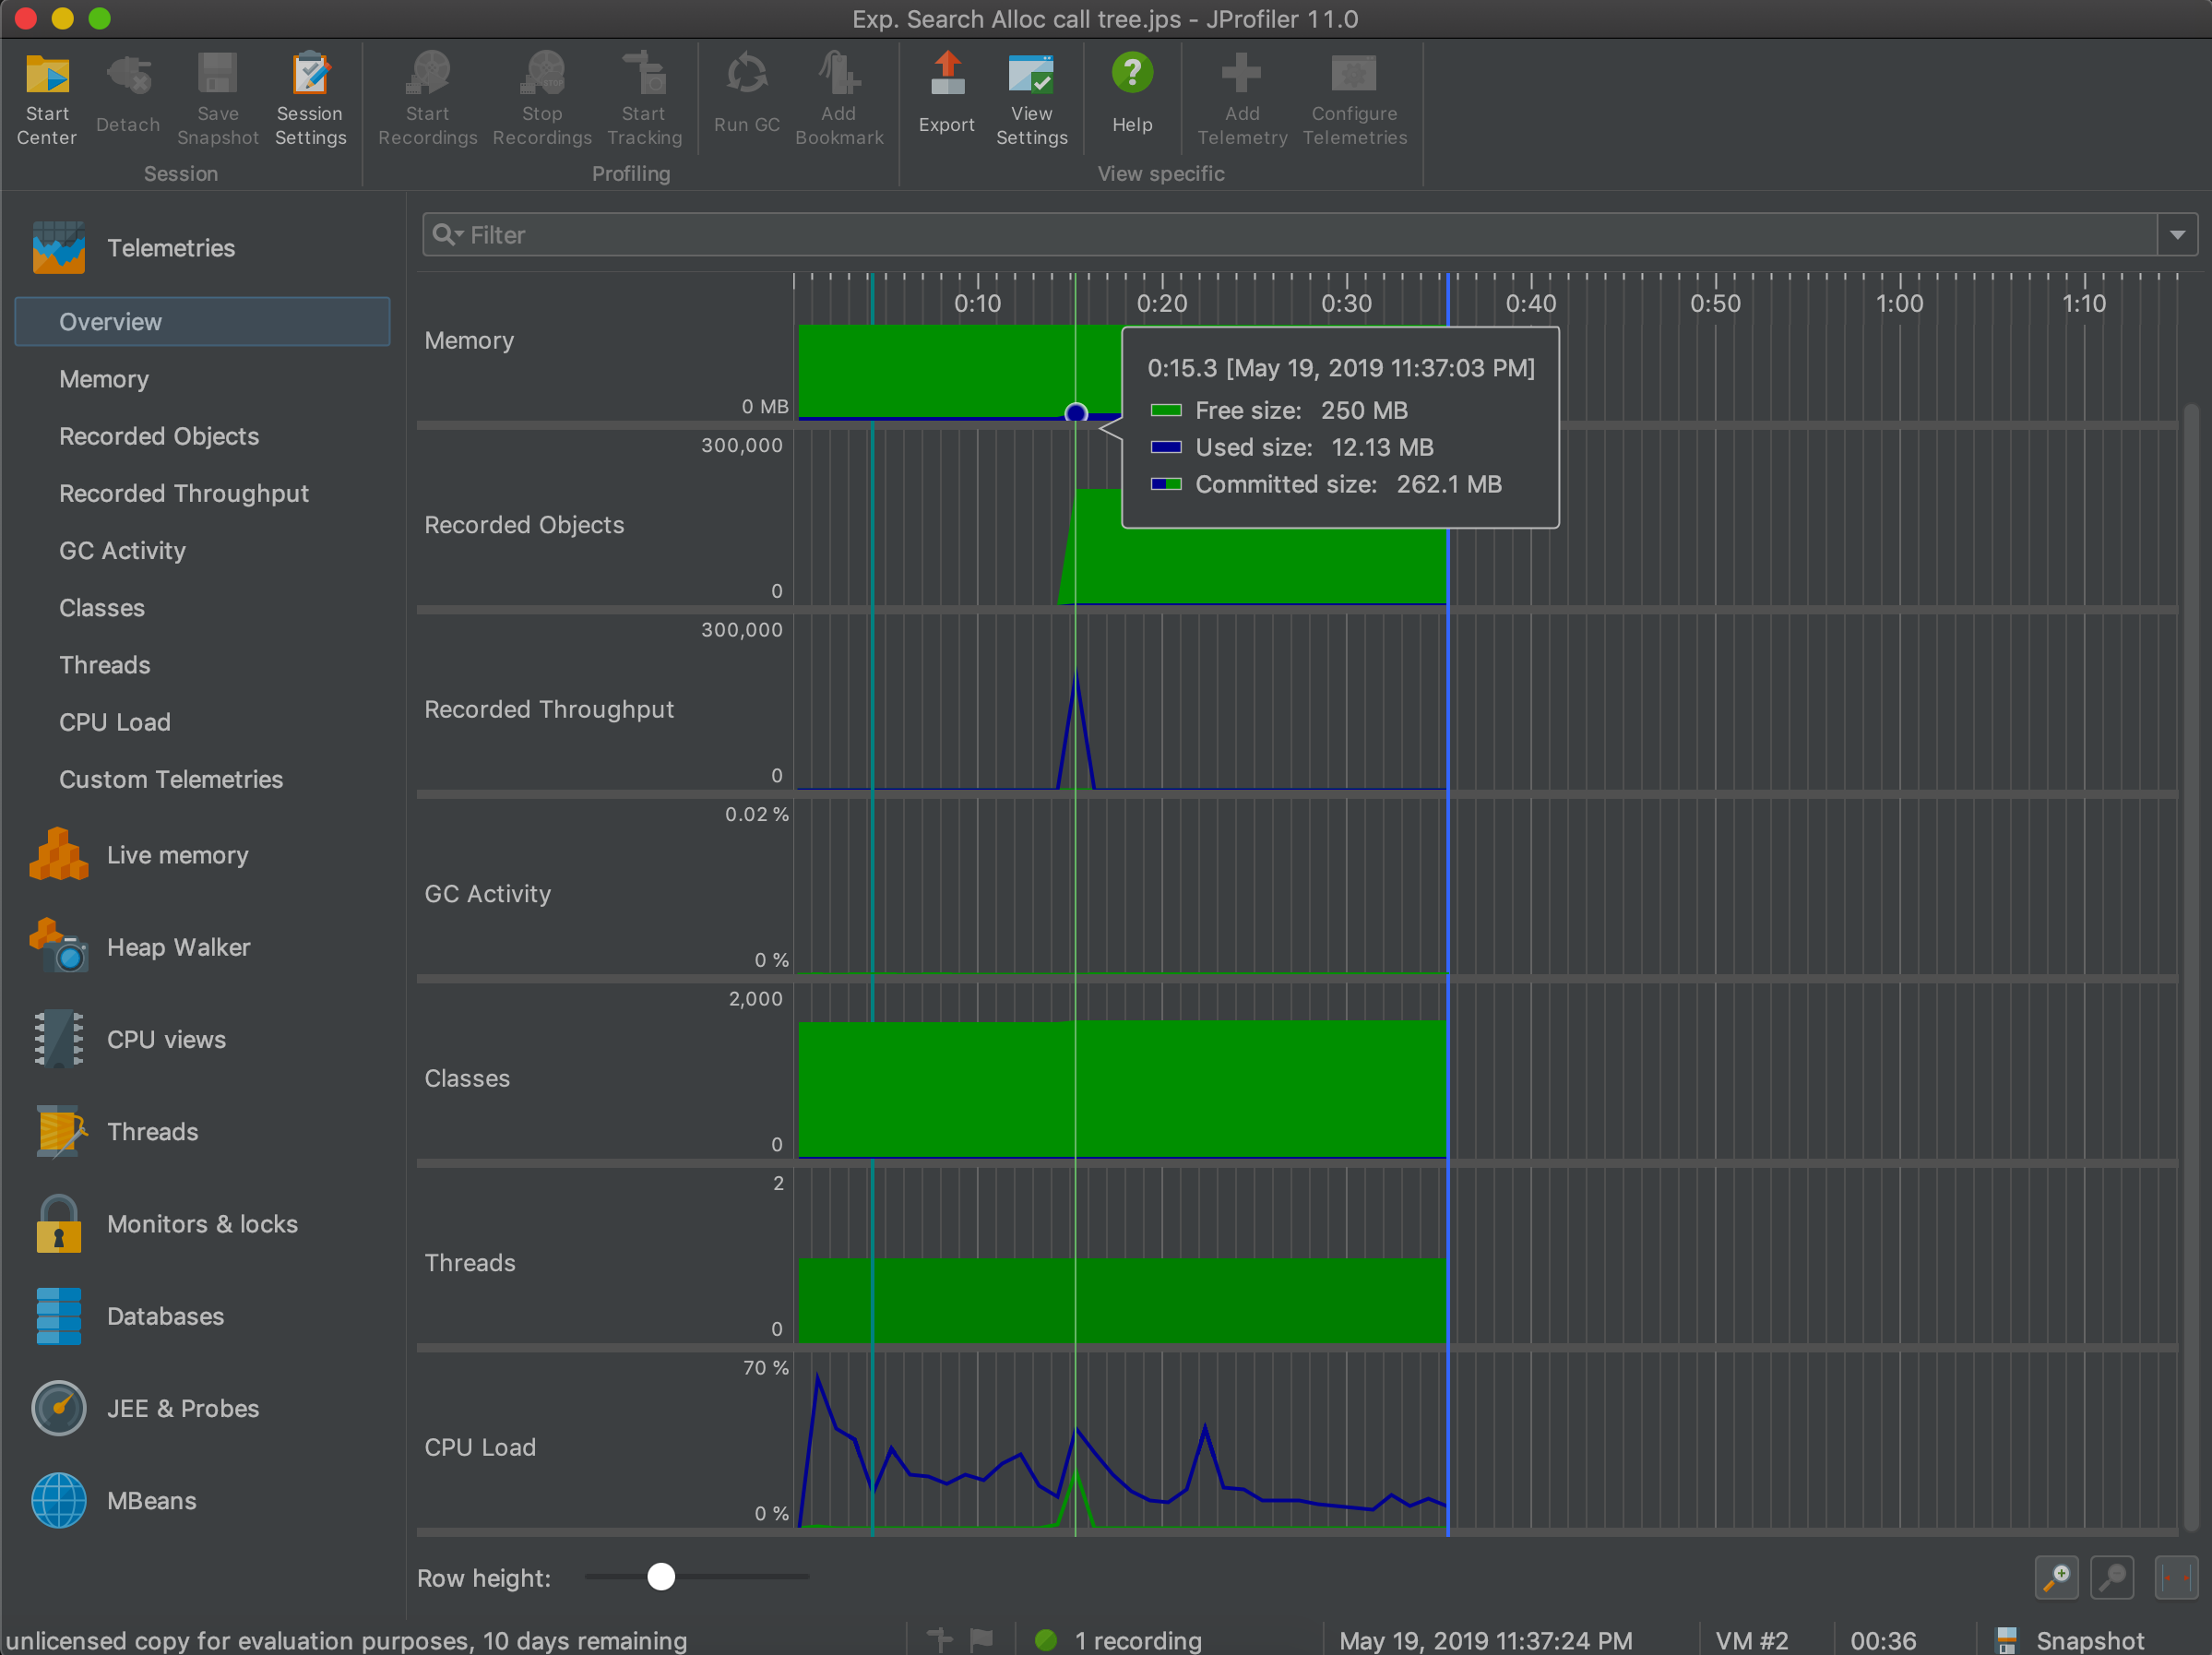 Exp. Search Alloc call tree.jps - JProfiler 11.0
Start Center
Detach
Save Snapshot
Session Settings
Start Recordings
Stop Recordings
Start Tracking
Run GC
Add Bookmark
Export
View Settings
Help
Add Telemetry
Configure Telemetries
Session
Profiling
View specific
Telemetries
Overview
Memory
Recorded Objects
Recorded Throughput
GC Activity
Classes
Threads
CPU Load
Custom Telemetries
Live memory
Heap Walker
CPU views
Threads
Monitors & locks
Databases
JEE & Probes
MBeans
Filter
0:10 0:20 0:30 0:40 0:50 1:00 1:10
Memory
0 MB
0:15.3 [May 19, 2019 11:37:03 PM]
Free size: 250 MB
Used size: 12.13 MB
Committed size: 262.1 MB
300,000
Recorded Objects
0
300,000
Recorded Throughput
0
0.02 %
GC Activity
0 %
2,000
Classes
0
2
Threads
0
70 %
CPU Load
0 %
Row height:
unlicensed copy for evaluation purposes, 10 days remaining
1 recording
May 19, 2019 11:37:24 PM
VM #2
00:36
Snapshot